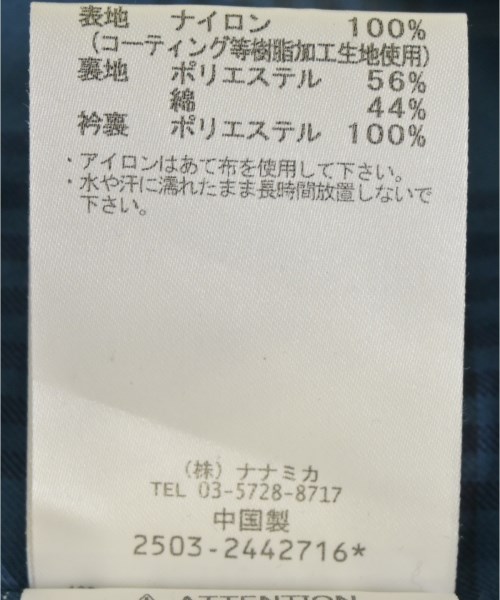 表地 ナイロン 100%
(コーティング等樹脂加工生地使用)
裏地 ポリエステル 56%
綿 44%
衿裏 ポリエステル 100%
・アイロンはあて布を使用して下さい。
・水や汗に濡れたまま長時間放置しないで
下さい。
(株) ナナミカ
TEL 03-5728-8717
中国製
2503-2442716*
ATTENTION